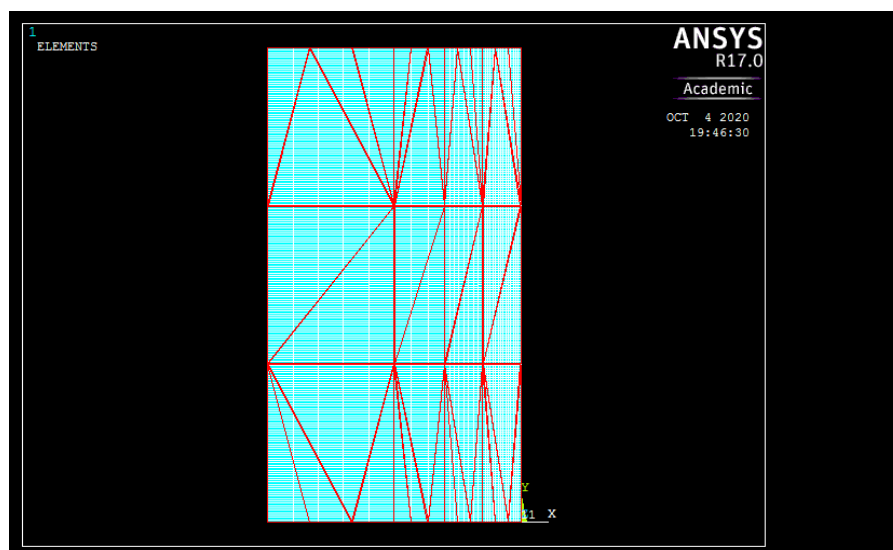 1
ELEMENTS
ANSYS
R17.0
Academic
OCT 4 2020
19:46:30
Y
X